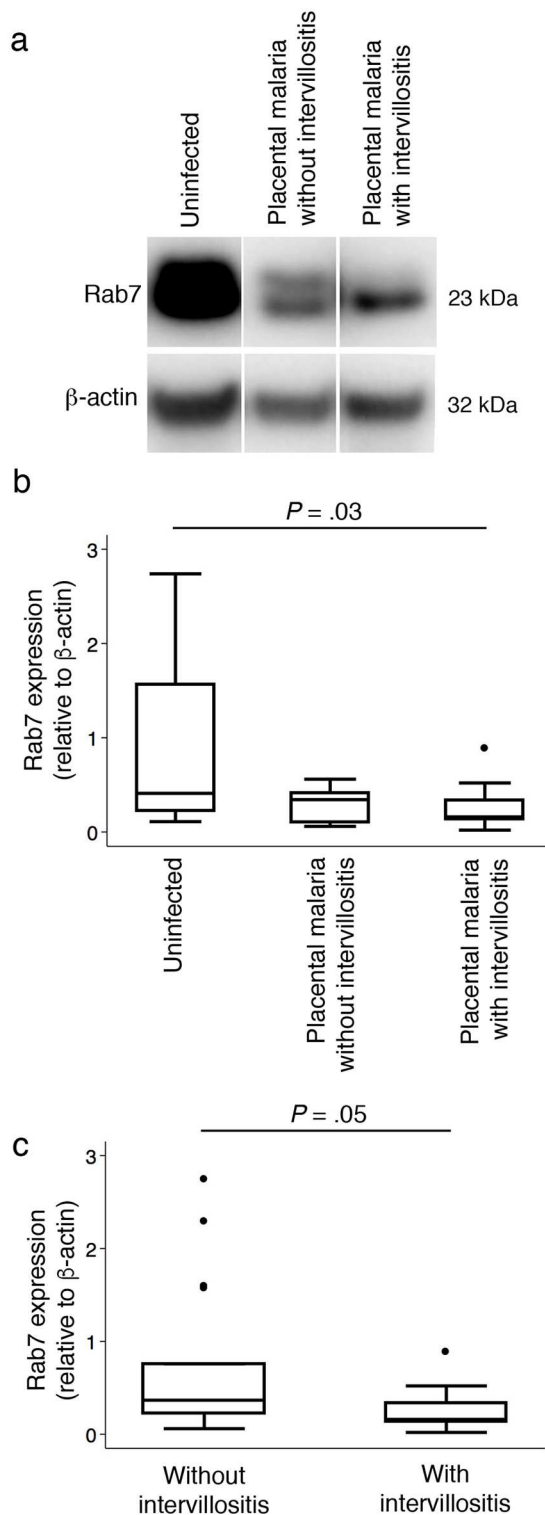 a
Uninfected
Placental malaria
without intervillositis
Placental malaria
with intervillositis
Rab7
23 kDa
β-actin
32 kDa
b
P = .03
Rab7 expression
(relative to β-actin)
3
2
1
0
Uninfected
Placental malaria
without intervillositis
Placental malaria
with intervillositis
c
P = .05
Rab7 expression
(relative to β-actin)
3
2
1
0
Without
intervillositis
With
intervillositis